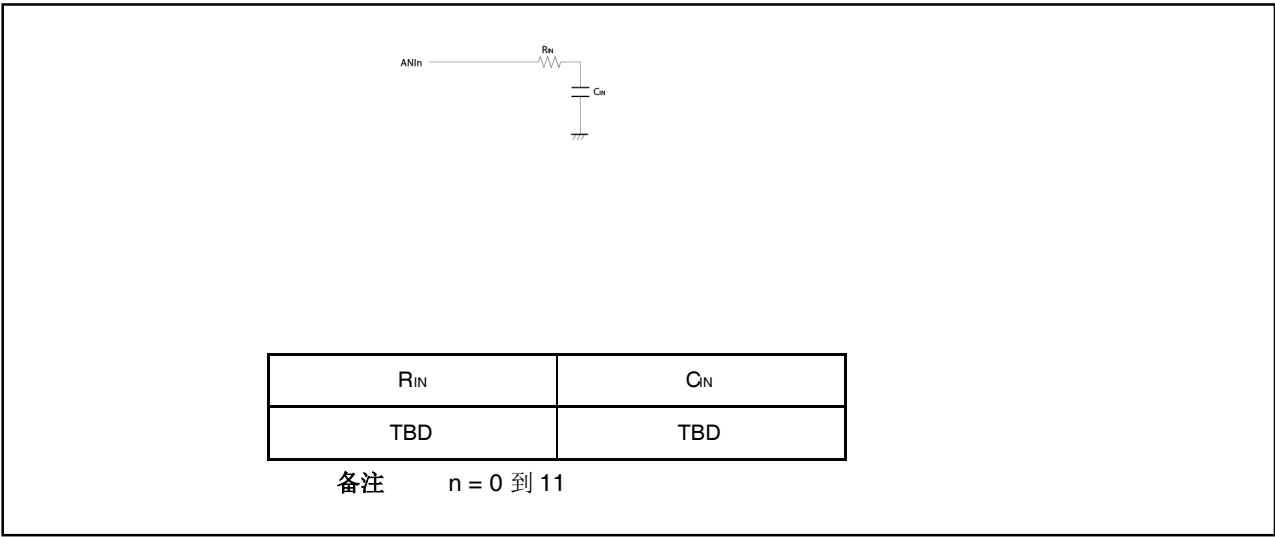 RIN
ANIn
CIN
RIN CIN
TBD TBD
备注 n = 0 到 11